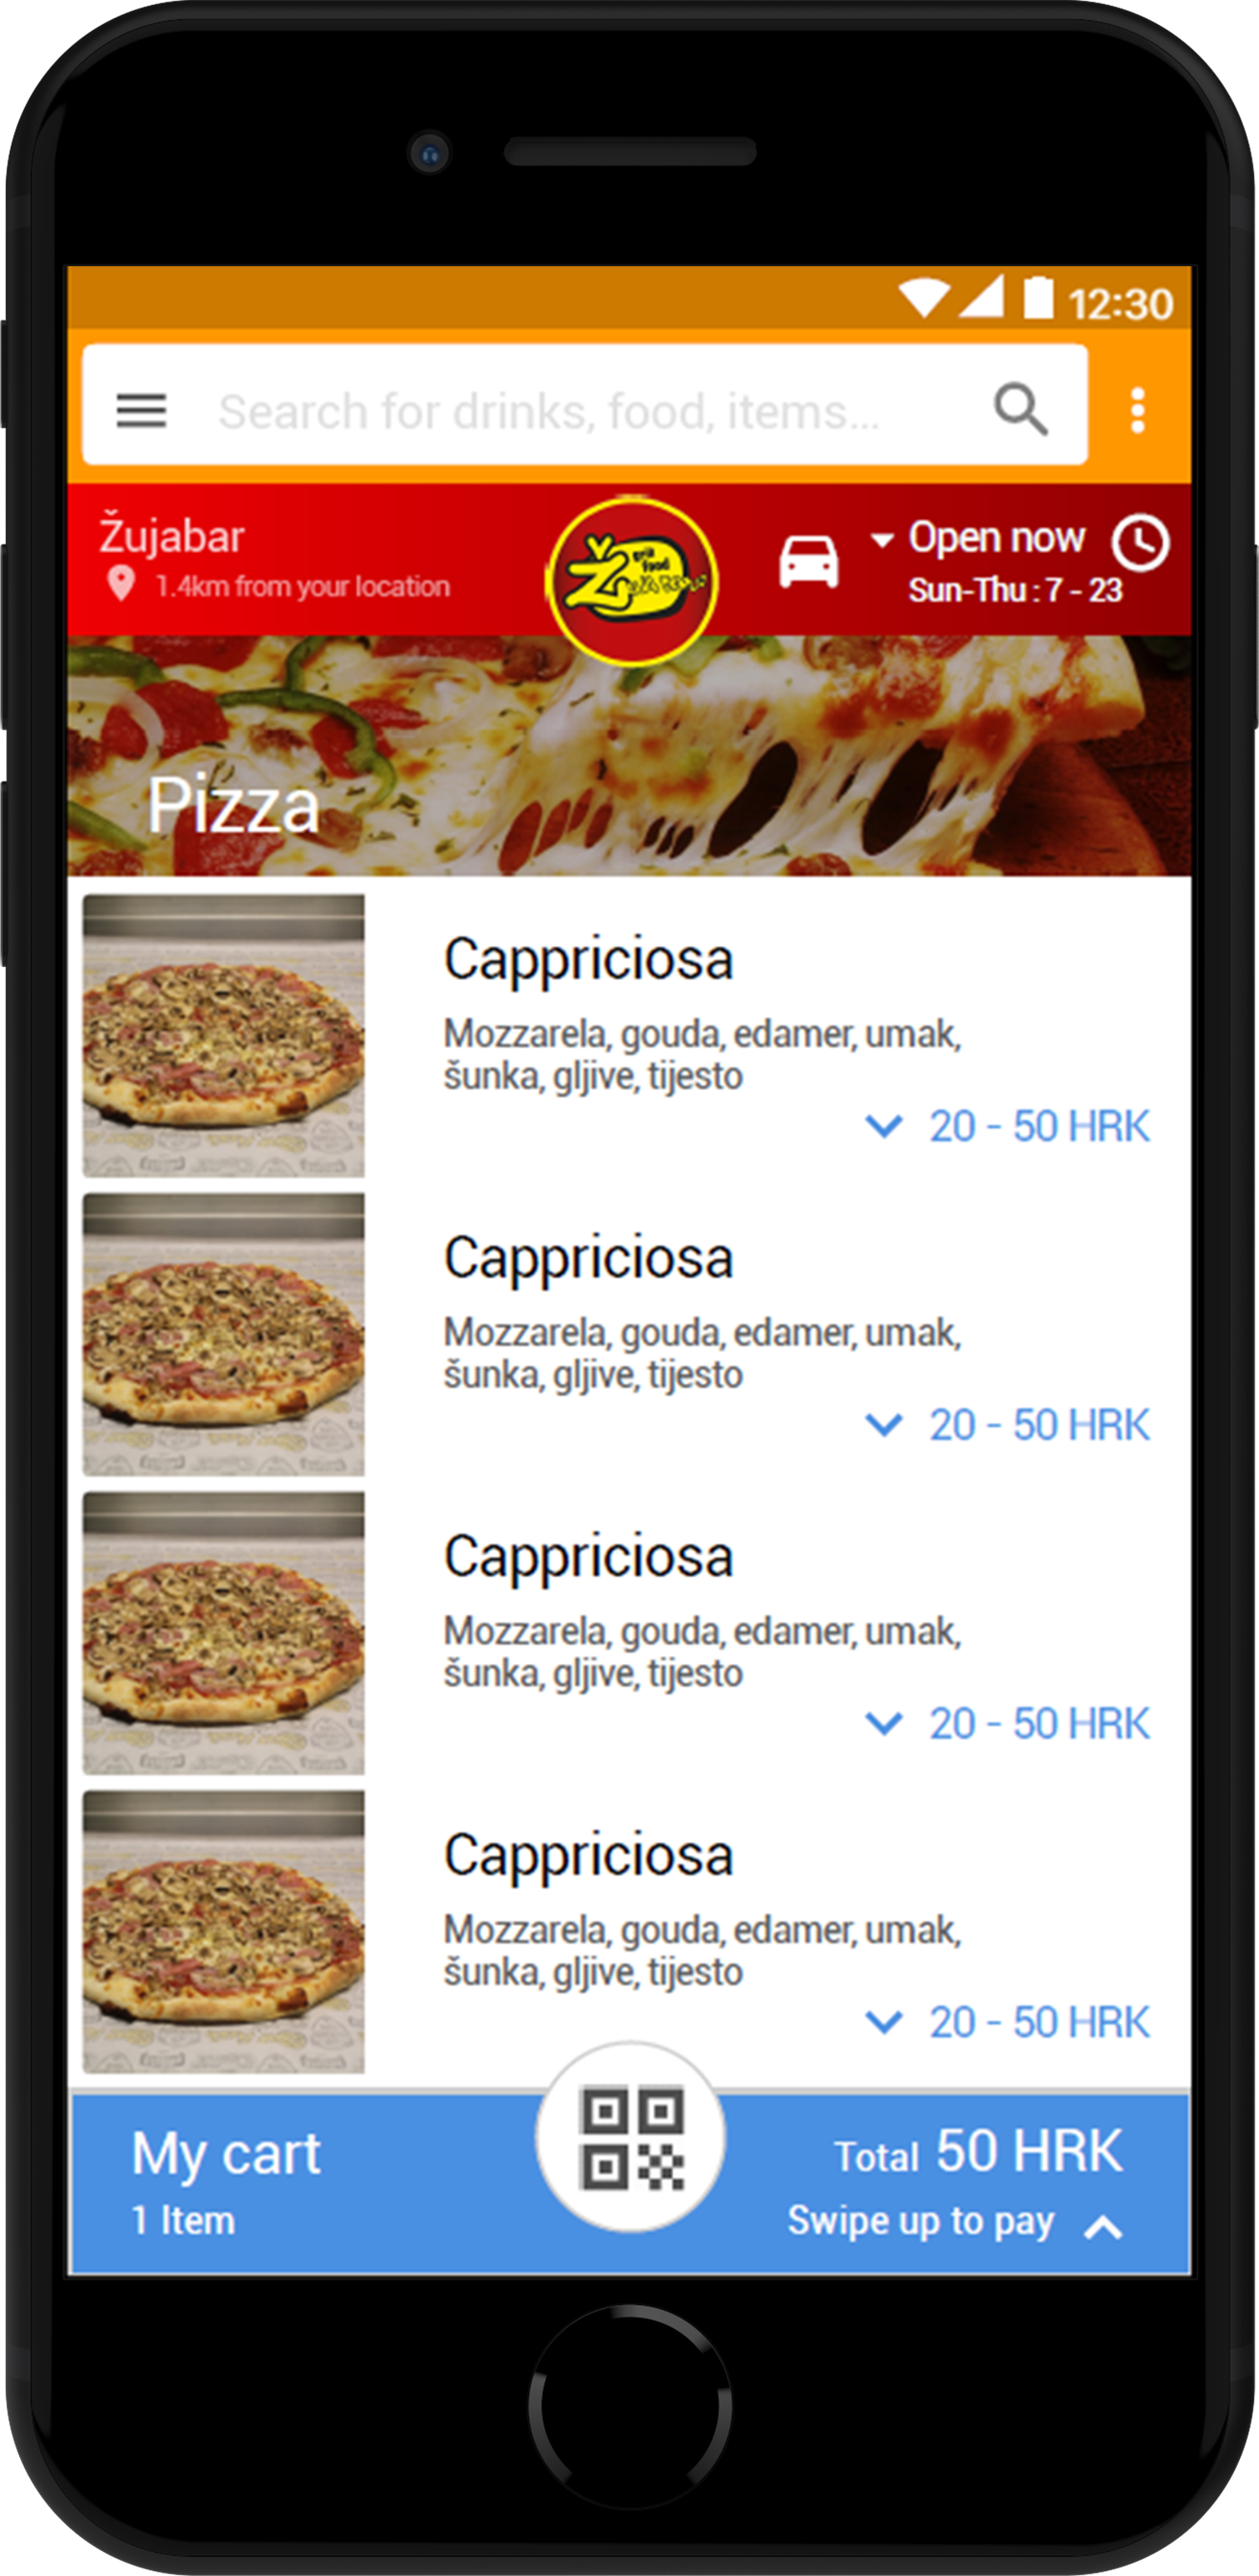 12:30
Search for drinks, food, items...
Žujabar
1.4km from your location
grill
food
Open now
Sun-Thu : 7 - 23
Pizza
Cappriciosa
Mozzarela, gouda, edamer, umak,
šunka, gljive, tijesto
20 - 50 HRK
Cappriciosa
Mozzarela, gouda, edamer, umak,
šunka, gljive, tijesto
20 - 50 HRK
Cappriciosa
Mozzarela, gouda, edamer, umak,
šunka, gljive, tijesto
20 - 50 HRK
Cappriciosa
Mozzarela, gouda, edamer, umak,
šunka, gljive, tijesto
20 - 50 HRK
My cart
1 Item
Total 50 HRK
Swipe up to pay